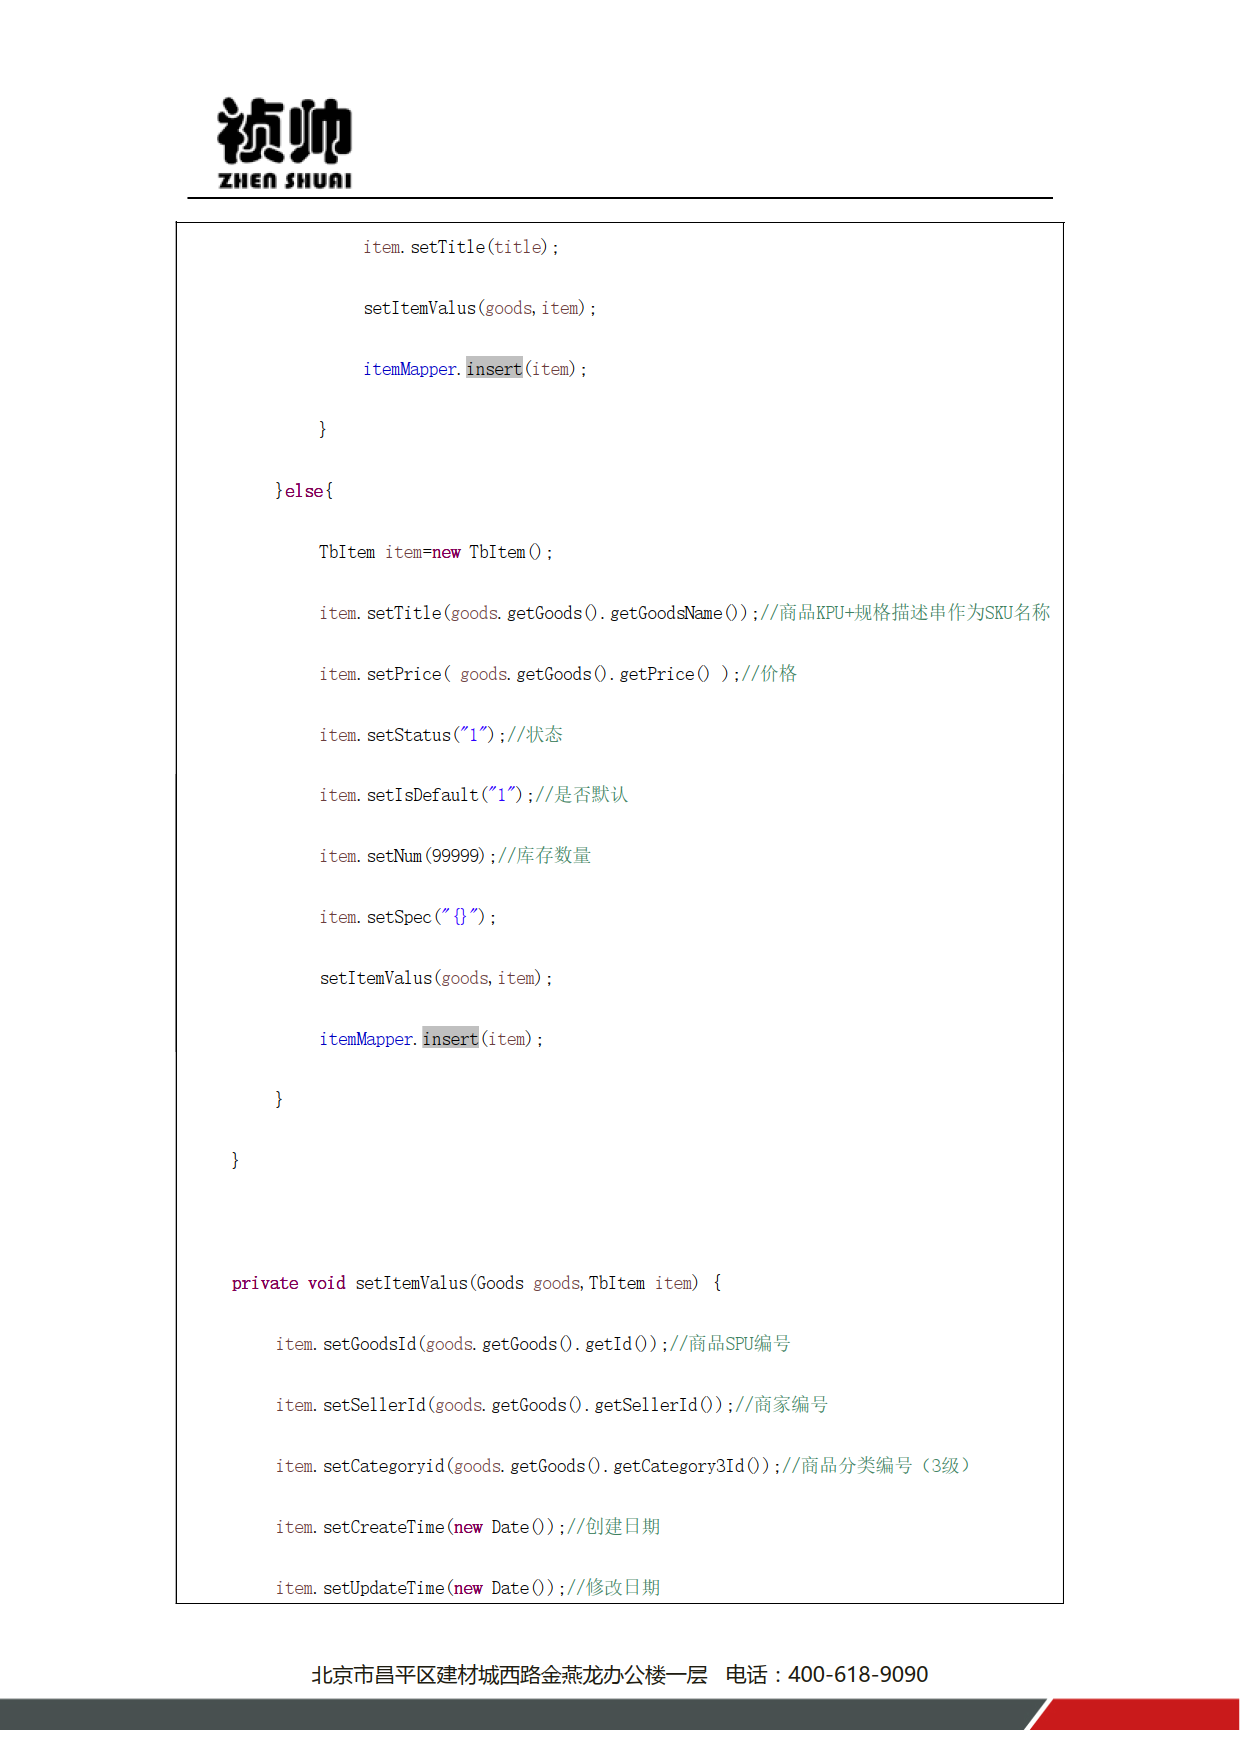 祯帅
ZHEN SHUAI
item.setTitle(title);
setItemValus(goods,item);
itemMapper.insert(item);
}
}else{
TbItem item=new TbItem();
item.setTitle(goods.getGoods().getGoodsName());//商品KPU+规格描述串作为SKU名称
item.setPrice( goods.getGoods().getPrice() );//价格
item.setStatus("1");//状态
item.setIsDefault("1");//是否默认
item.setNum(99999);//库存数量
item.setSpec("{}");
setItemValus(goods,item);
itemMapper.insert(item);
}
}
private void setItemValus(Goods goods,TbItem item) {
item.setGoodsId(goods.getGoods().getId());//商品SPU编号
item.setSellerId(goods.getGoods().getSellerId());//商家编号
item.setCategoryid(goods.getGoods().getCategory3Id());//商品分类编号（3级）
item.setCreateTime(new Date());//创建日期
item.setUpdateTime(new Date());//修改日期
北京市昌平区建材城西路金燕龙办公楼一层 电话：400-618-9090